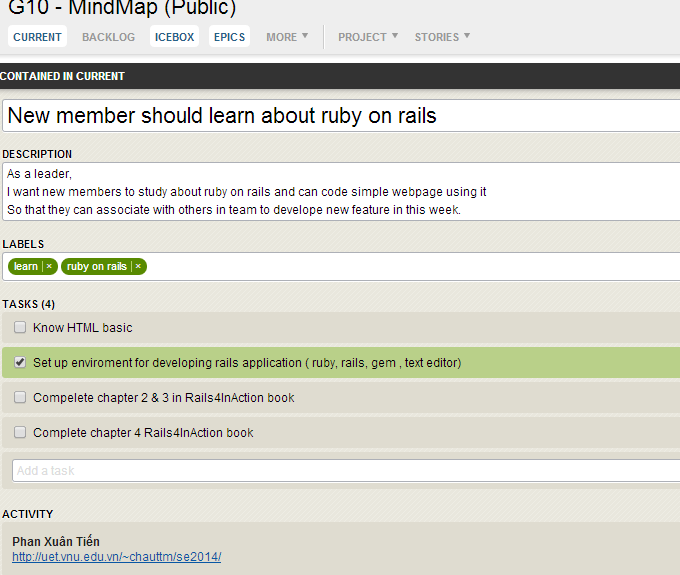 G10 - MindMap (Public)
CURRENT BACKLOG ICEBOX EPICS MORE PROJECT STORIES
CONTAINED IN CURRENT
New member should learn about ruby on rails
DESCRIPTION
As a leader,
I want new members to study about ruby on rails and can code simple webpage using it
So that they can associate with others in team to develope new feature in this week.
LABELS
learn × ruby on rails ×
TASKS (4)
Know HTML basic
Set up enviroment for developing rails application ( ruby, rails, gem , text editor)
Compelete chapter 2 & 3 in Rails4InAction book
Complete chapter 4 Rails4InAction book
Add a task
ACTIVITY
Phan Xuân Tiến
http://uet.vnu.edu.vn/~chauttm/se2014/